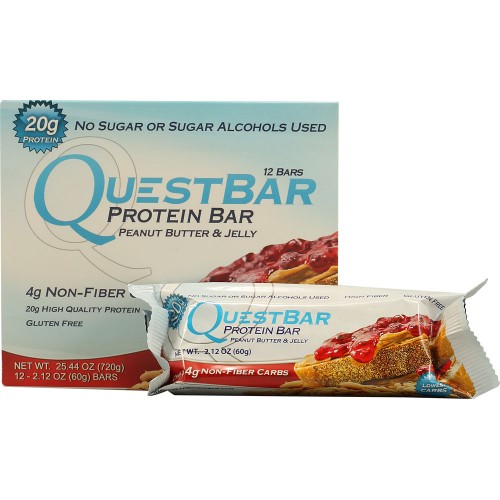 20g
PROTEIN
NO SUGAR OR SUGAR ALCOHOLS USED
12 BARS
QUESTBAR
PROTEIN BAR
PEANUT BUTTER & JELLY
4g NON-FIBER
20g HIGH QUALITY PROTEIN
GLUTEN FREE
NET WT. 25.44 OZ (720g)
12 - 2.12 OZ (60g) BARS
NO SUGAR OR SUGAR ALCOHOLS USED
HIGH FIBER
GLUTEN FREE
QUESTBAR
PROTEIN BAR
PEANUT BUTTER & JELLY
NET WT. 2.12 OZ (60g)
4g NON-FIBER CARBS
LOWEST
CARBS